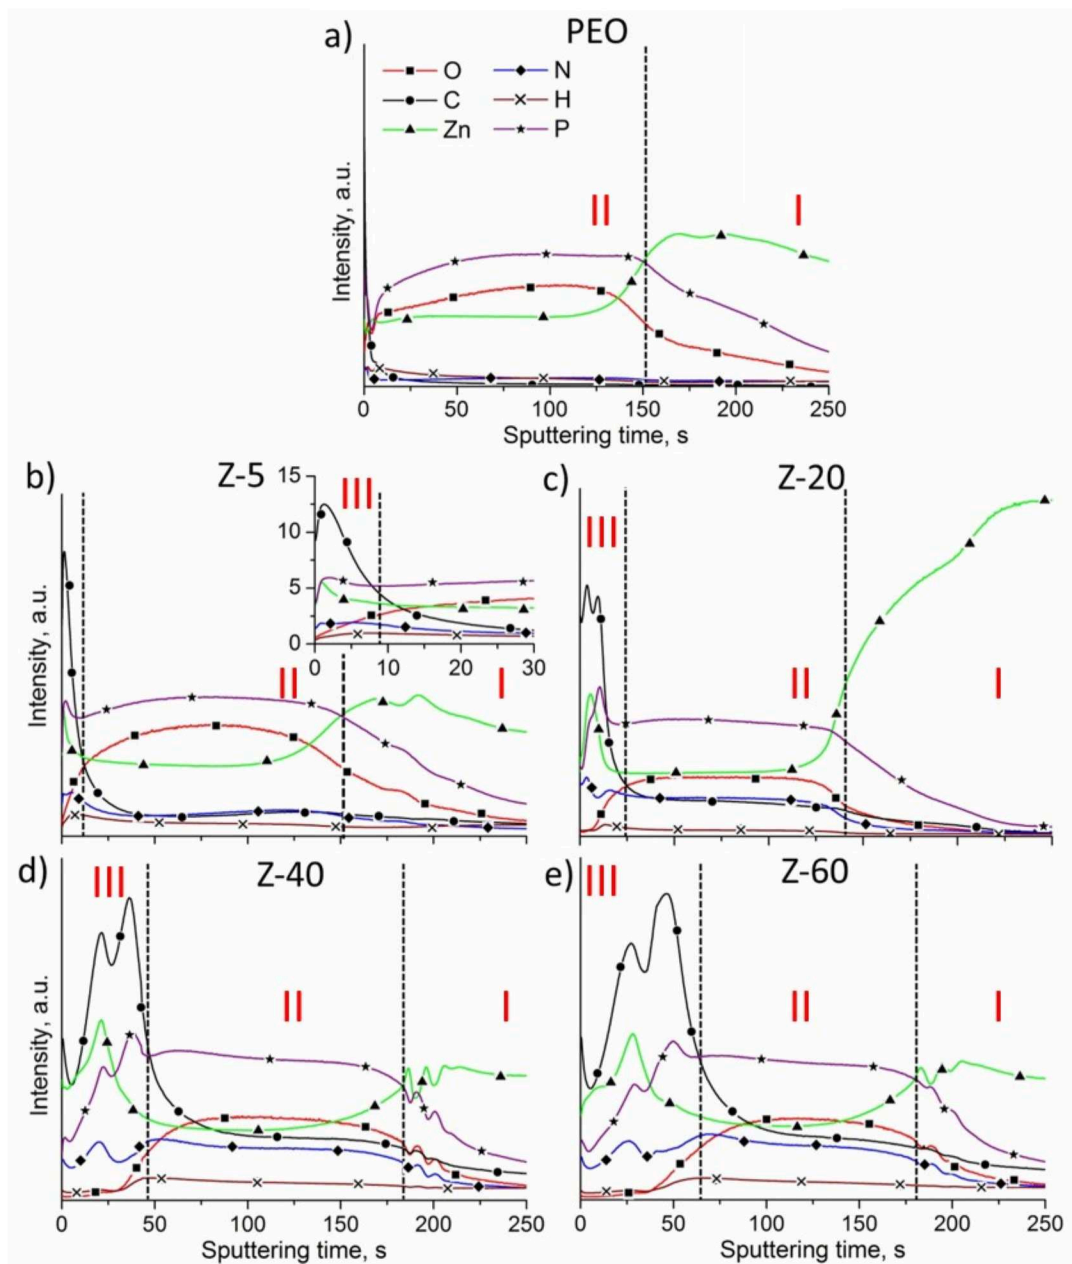 a) PEO
O N
C H
Zn P
II I
Intensity, a.u.
0 50 100 150 200 250
Sputtering time, s
b) Z-5
15
10
5
0
0 10 20 30
III
II I
Intensity, a.u.
c) Z-20
III
II I
d) Z-40
III
II I
Intensity, a.u.
0 50 100 150 200 250
Sputtering time, s
e) Z-60
III
II I
0 50 100 150 200 250
Sputtering time, s